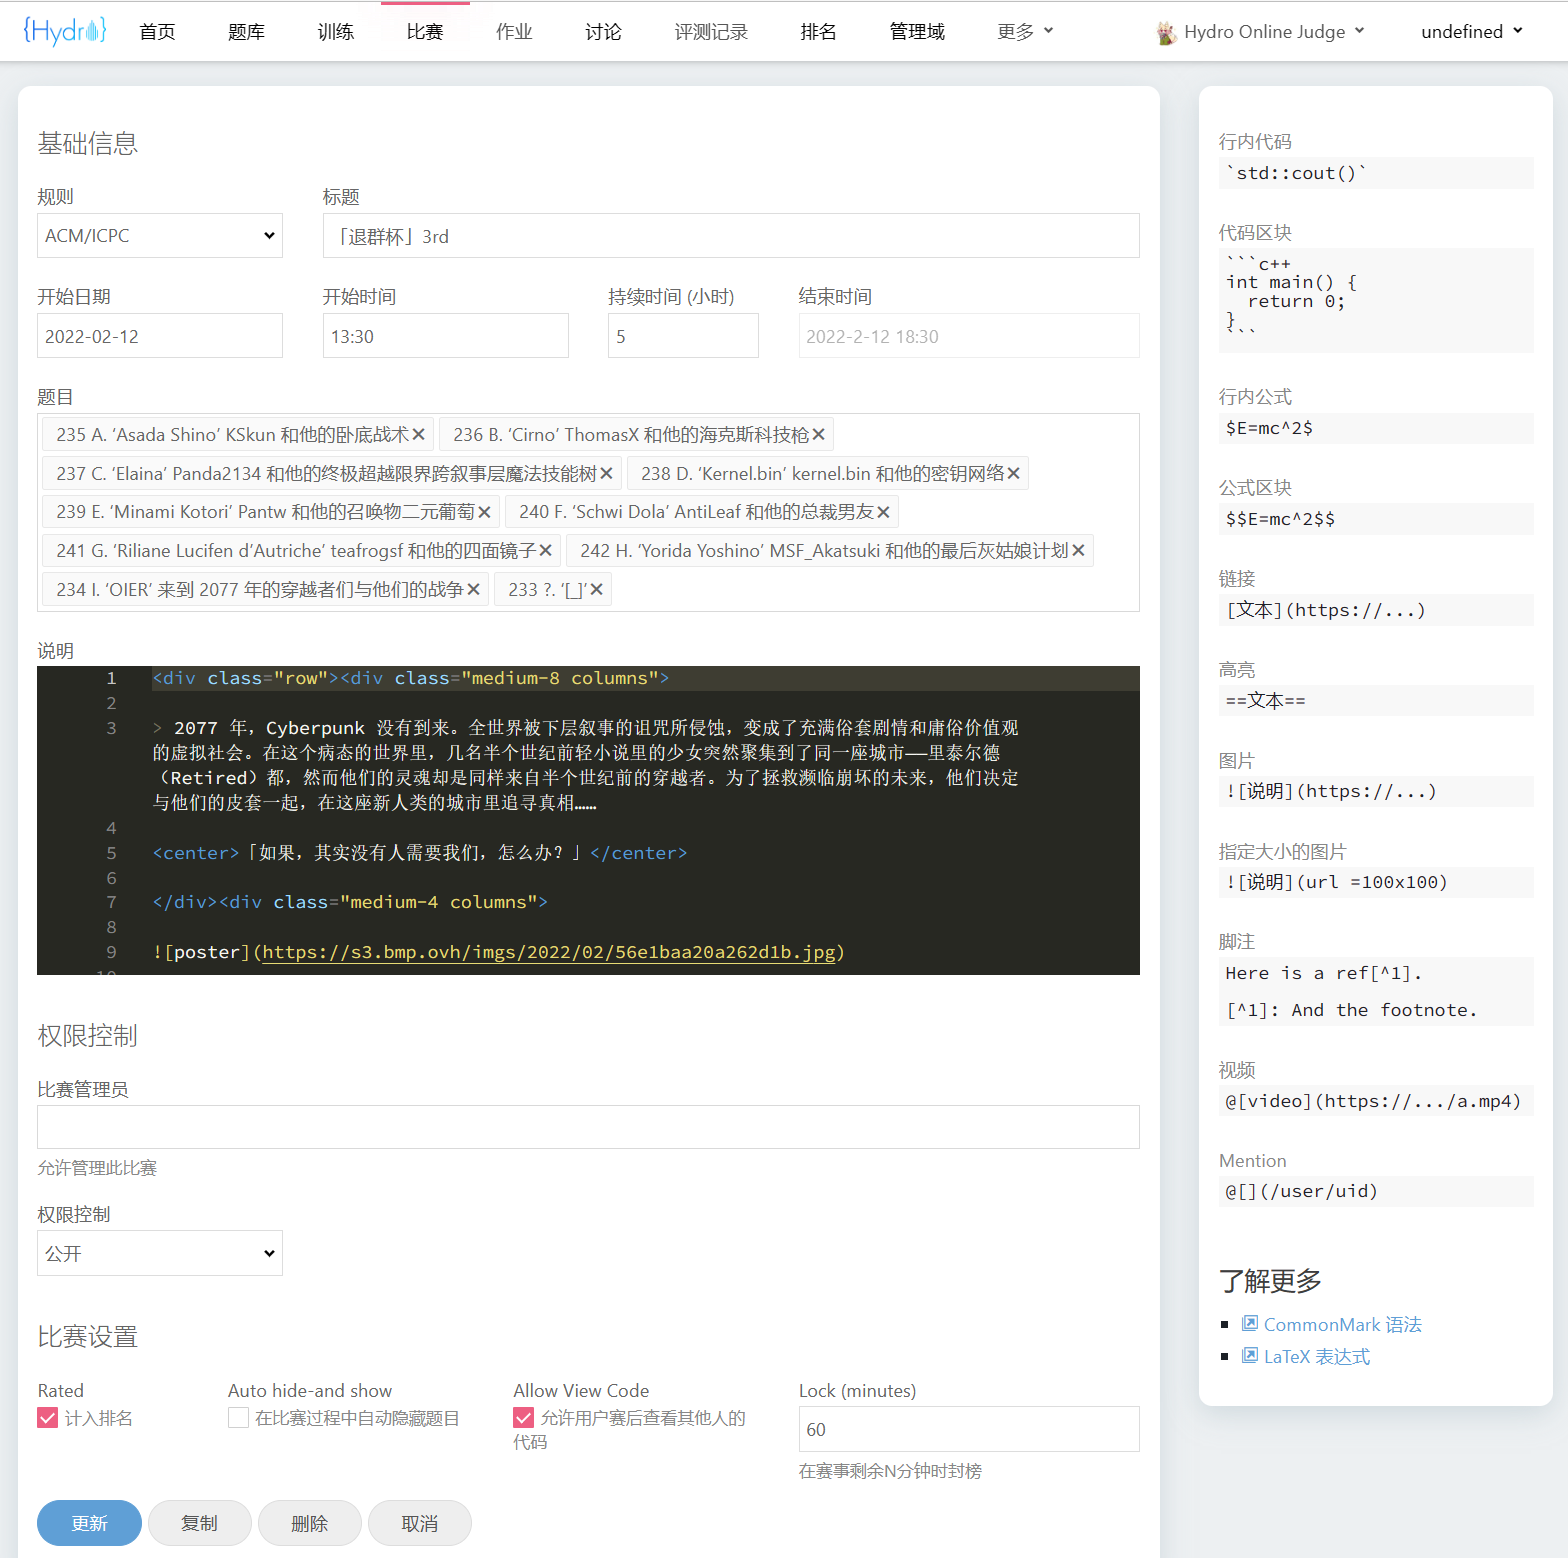 {Hydro} 首页 题库 训练 比赛 作业 讨论 评测记录 排名 管理域 更多 Hydro Online Judge undefined
基础信息
规则 标题
ACM/ICPC 「退群杯」3rd
开始日期 开始时间 持续时间 (小时) 结束时间
2022-02-12 13:30 5 2022-2-12 18:30
题目
235 A. ‘Asada Shino’ KSkun 和他的卧底战术 236 B. ‘Cirno’ ThomasX 和他的海克斯科技枪
237 C. ‘Elaina’ Panda2134 和他的终极超越限界跨叙事层魔法技能树 238 D. ‘Kernel.bin’ kernel.bin 和他的密钥网络
239 E. ‘Minami Kotori’ Pantw 和他的召唤物二元葡萄 240 F. ‘Schwi Dola’ AntiLeaf 和他的总裁男友
241 G. ‘Riliane Lucifen d’Autriche’ teafrogsf 和他的四面镜子 242 H. ‘Yorida Yoshino’ MSF_Akatsuki 和他的最后灰姑娘计划
234 I. ‘OIER’ 来到 2077 年的穿越者们与他们的战争 233 ?. ‘[_]’
说明
1 <div class="row"><div class="medium-8 columns">
2
3 > 2077 年，Cyberpunk 没有到来。全世界被下层叙事的诅咒所侵蚀，变成了充满俗套剧情和庸俗价值观
的虚拟社会。在这个病态的世界里，几名半个世纪前轻小说里的少女突然聚集到了同一座城市——里泰尔德
（Retired）都，然而他们的灵魂却是同样来自半个世纪前的穿越者。为了拯救濒临崩坏的未来，他们决定
与他们的皮套一起，在这座新人类的城市里追寻真相……
4
5 <center>「如果，其实没有人需要我们，怎么办？」</center>
6
7 </div><div class="medium-4 columns">
8
9 ![poster](https://s3.bmp.ovh/imgs/2022/02/56e1baa20a262d1b.jpg)
10
权限控制
比赛管理员
允许管理此比赛
权限控制
公开
比赛设置
Rated Auto hide-and show Allow View Code Lock (minutes)
计入排名 在比赛过程中自动隐藏题目 允许用户赛后查看其他人的
代码
60
在赛事剩余N分钟时封榜
更新 复制 删除 取消
行内代码
`std::cout()`
代码区块
```c++
int main() {
return 0;
}
```
行内公式
$E=mc^2$
公式区块
$$E=mc^2$$
链接
[文本](https://...)
高亮
==文本==
图片
![说明](https://...)
指定大小的图片
![说明](url =100x100)
脚注
Here is a ref[^1].
[^1]: And the footnote.
视频
@[video](https://.../a.mp4)
Mention
@[](/user/uid)
了解更多
CommonMark 语法
LaTeX 表达式